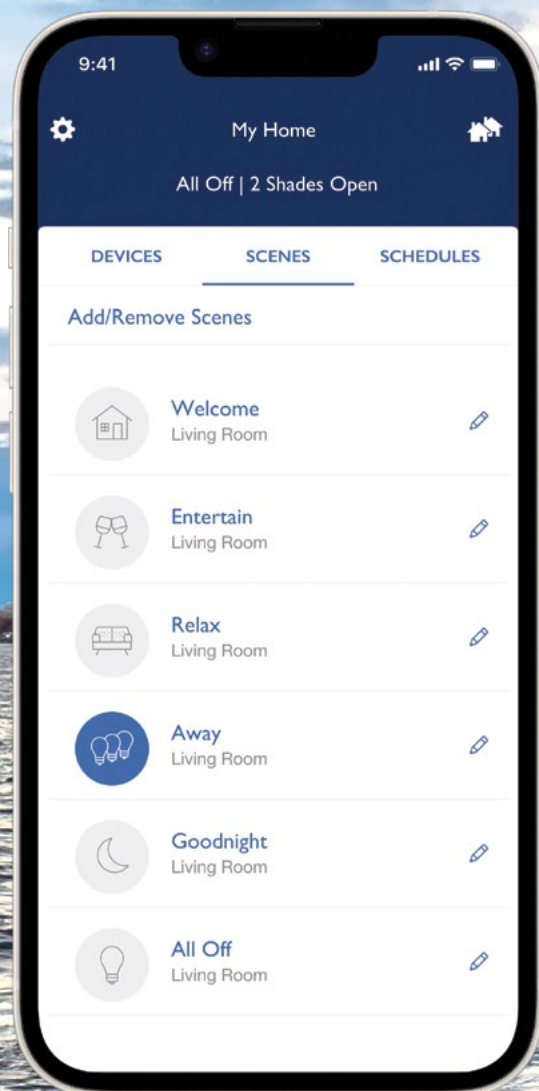 9:41
My Home
All Off | 2 Shades Open
DEVICES SCENES SCHEDULES
Add/Remove Scenes
Welcome
Living Room
Entertain
Living Room
Relax
Living Room
Away
Living Room
Goodnight
Living Room
All Off
Living Room